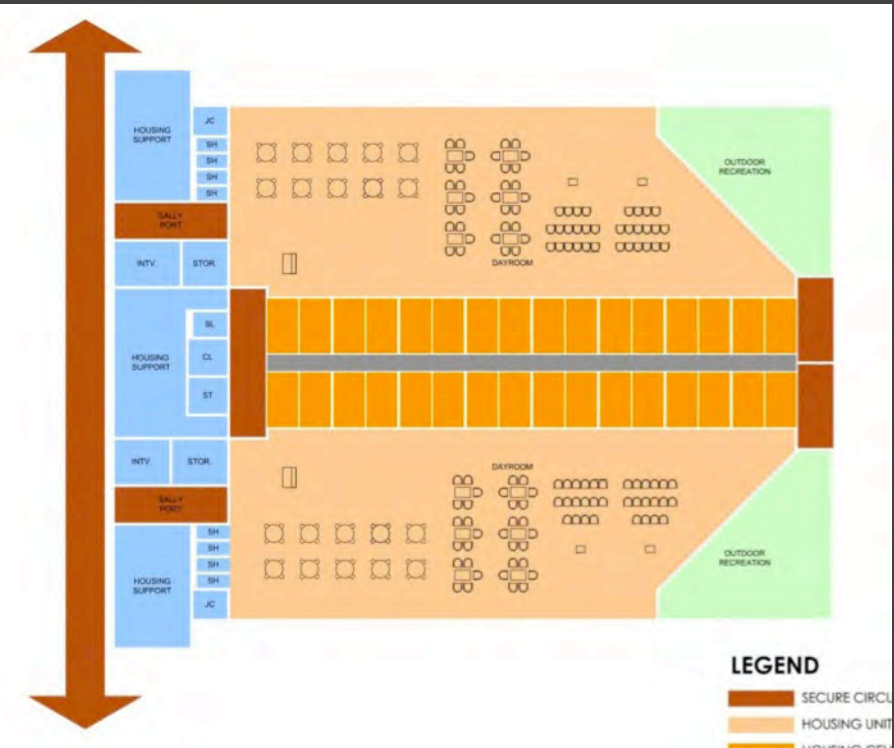 HOUSING
SUPPORT
JC
SH
SH
SH
SH
SALLY
PORT
INTV.
STOR.
OUTDOOR
RECREATION
DAYROOM
HOUSING
SUPPORT
SL
CL
ST
INTV.
STOR.
SALLY
PORT
DAYROOM
SH
SH
SH
SH
JC
HOUSING
SUPPORT
OUTDOOR
RECREATION
LEGEND
SECURE CIRCU
HOUSING UNIT